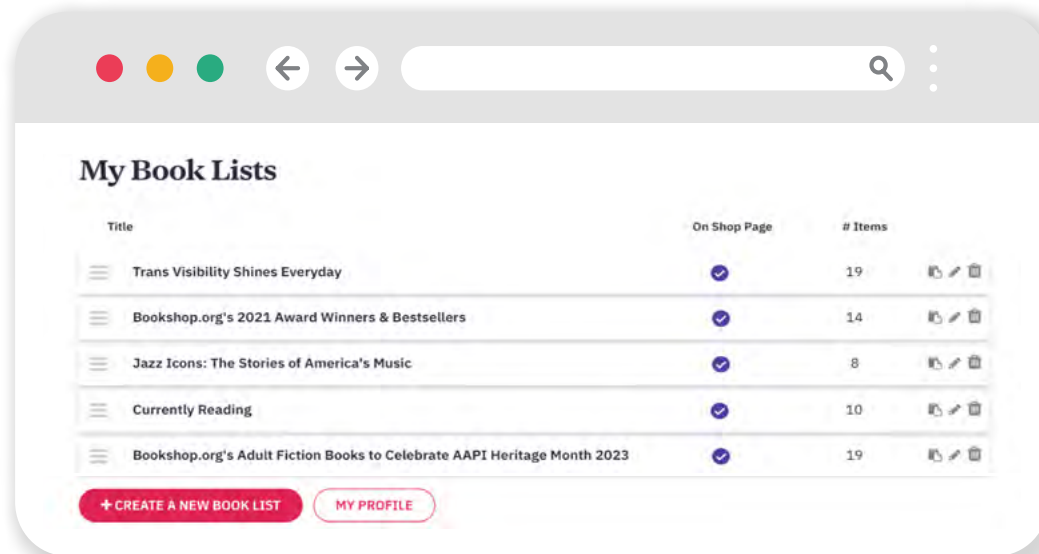 My Book Lists
Title On Shop Page # Items
Trans Visibility Shines Everyday 19
Bookshop.org's 2021 Award Winners & Bestsellers 14
Jazz Icons: The Stories of America's Music 8
Currently Reading 10
Bookshop.org's Adult Fiction Books to Celebrate AAPI Heritage Month 2023 19
+ CREATE A NEW BOOK LIST MY PROFILE